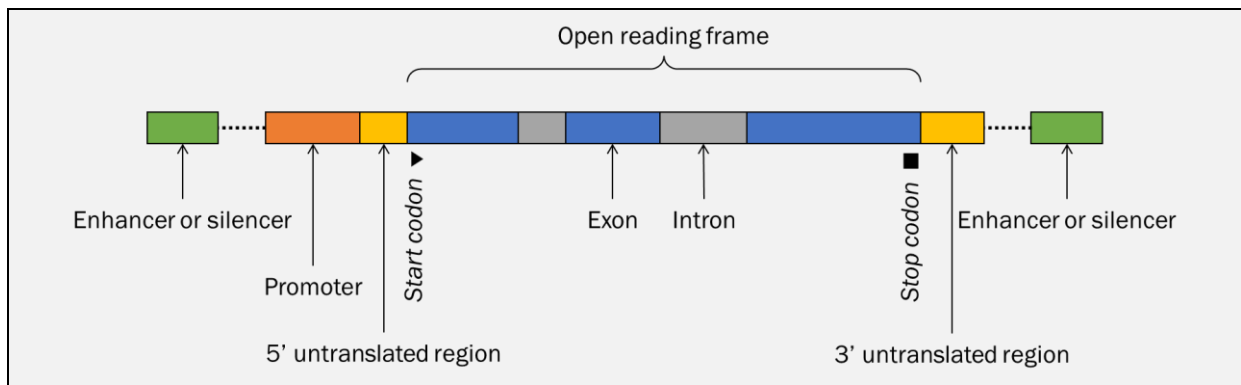 Open reading frame
Enhancer or silencer
Promoter
5’ untranslated region
Start codon
Exon
Intron
Stop codon
3’ untranslated region
Enhancer or silencer